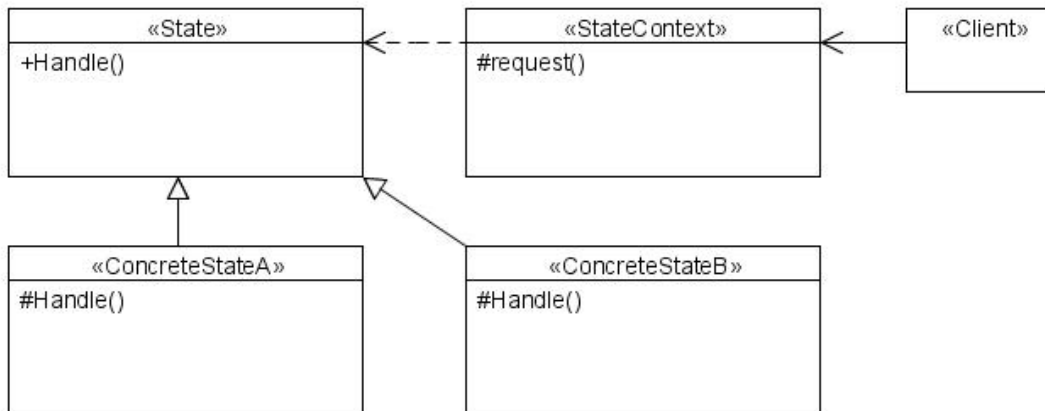 «State»
+Handle()
«StateContext»
#request()
«Client»
«ConcreteStateA»
#Handle()
«ConcreteStateB»
#Handle()